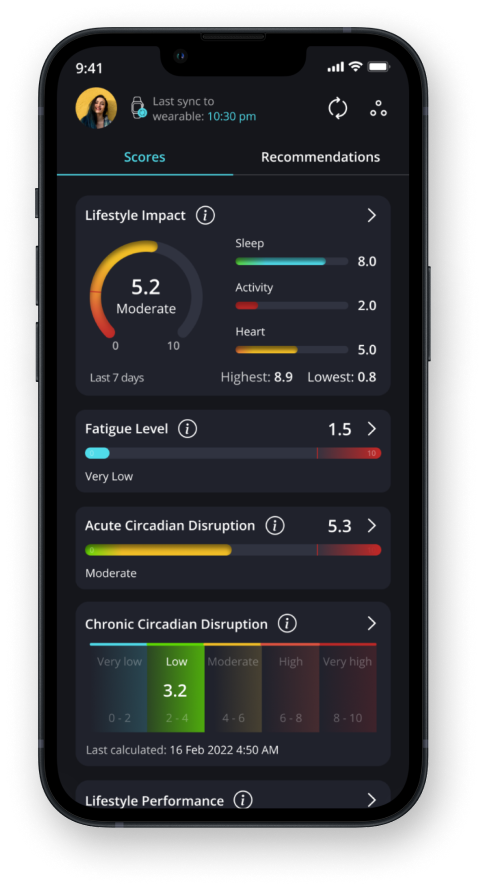 9:41
Last sync to
wearable: 10:30 pm
Scores Recommendations
Lifestyle Impact i
Sleep
8.0
5.2
Activity
Moderate
2.0
Heart
0 10
5.0
Last 7 days Highest: 8.9 Lowest: 0.8
Fatigue Level i 1.5
0 10
Very Low
Acute Circadian Disruption i 5.3
0
Moderate
Chronic Circadian Disruption i
Very low Low Moderate High Very high
3.2
0 - 2 2 - 4 4 - 6 6 - 8 8 - 10
Last calculated: 16 Feb 2022 4:50 AM
Lifestyle Performance i